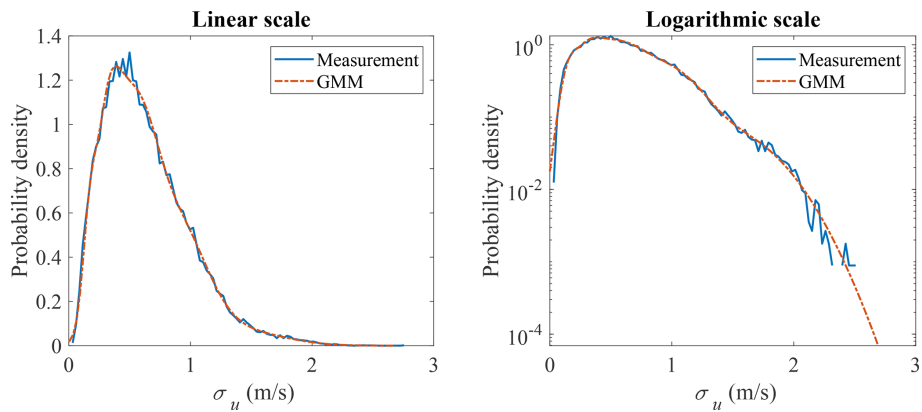 Linear scale
1.4
1.2
1
0.8
0.6
0.4
0.2
0
Probability density
Measurement
GMM
0 1 2 3
σ_u (m/s)
Logarithmic scale
10^0
10^-2
10^-4
Probability density
Measurement
GMM
0 1 2 3
σ_u (m/s)